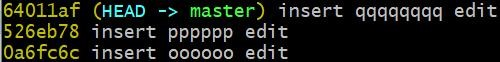 64011af (HEAD -> master) insert qqqqqqqq edit
526eb78 insert pppppp edit
0a6fc6c insert oooooo edit